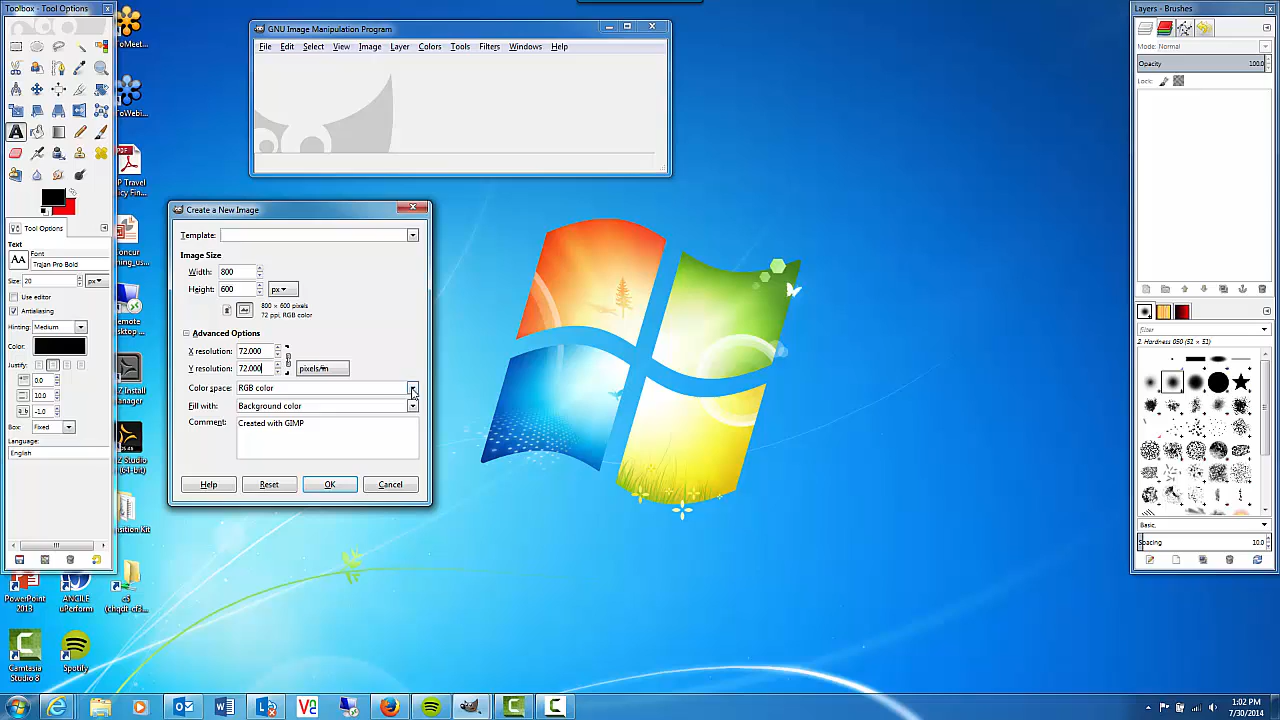 Toolbox - Tool Options
Tool Options
Text
Font
AA
Trajan Pro Bold
Size: 20
px
Use editor
Antialiasing
Hinting: Medium
Color:
Justify:
0.0
10.0
-1.0
Box: Fixed
Language:
English
GNU Image Manipulation Program
File Edit Select View Image Layer Colors Tools Filters Windows Help
Create a New Image
Template:
Image Size
Width: 800
Height: 600
px
800 × 600 pixels
72 ppi, RGB color
Advanced Options
X resolution: 72.000
Y resolution: 72.000
pixels/in
Color space: RGB color
Fill with: Background color
Comment: Created with GIMP
Help Reset OK Cancel
Layers - Brushes
Mode: Normal
Opacity 100.0
Lock:
filter
2. Hardness 050 (51 × 51)
Basic,
Spacing 10.0
PowerPoint
2013
ANCILE
uPerform
Camtasia
Studio 8
Spotify
1:02 PM
7/30/2014